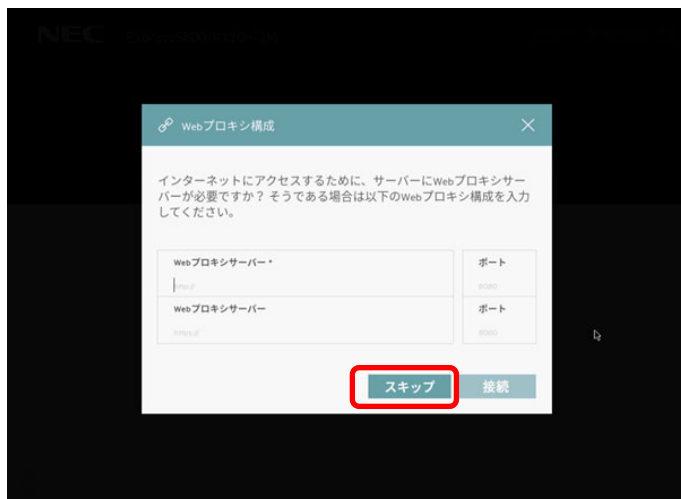 NEC
Webプロキシ構成
インターネットにアクセスするために、サーバーにWebプロキシサー
バーが必要ですか？ そうである場合は以下のWebプロキシ構成を入力
してください。
Webプロキシサーバー * ポート
8080
Webプロキシサーバー ポート
8080
スキップ 接続